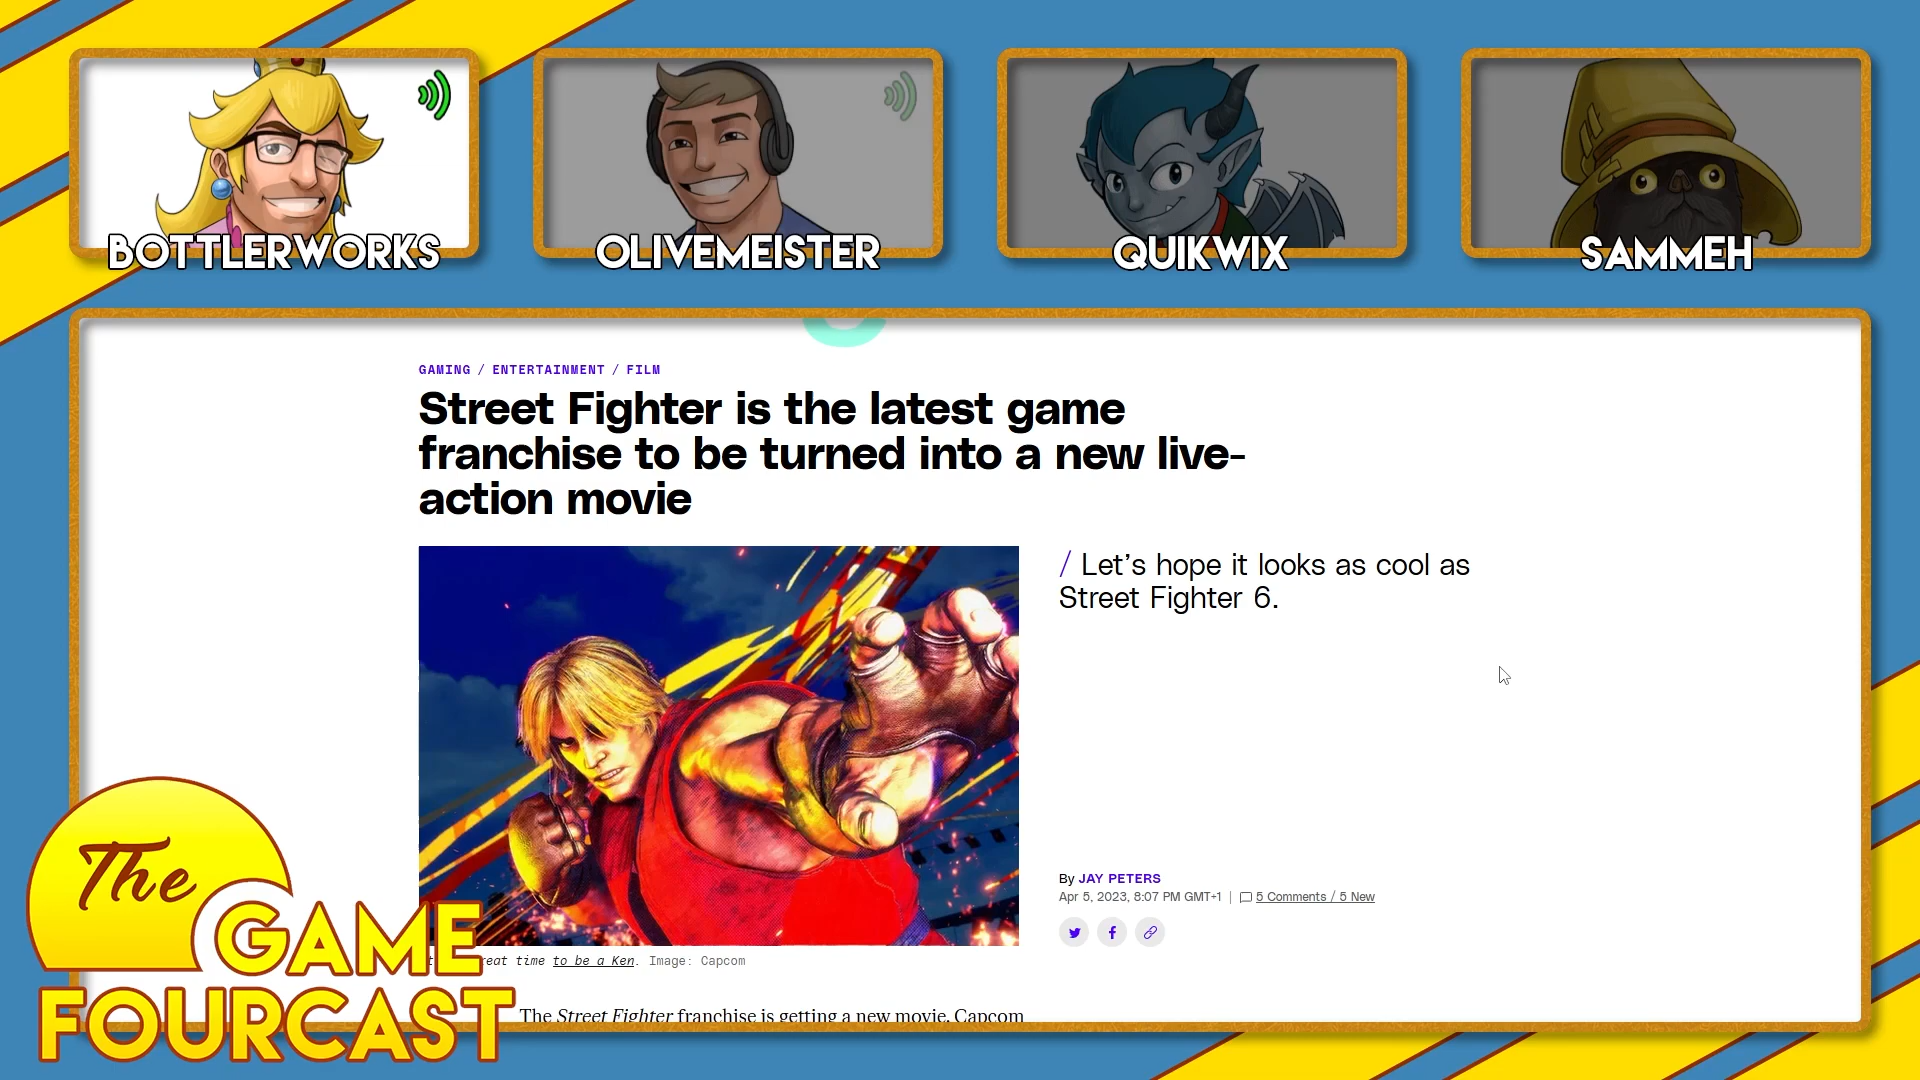 BOTTLERWORKS
OLIVEMEISTER
QUIKWIX
SAMMEH
GAMING / ENTERTAINMENT / FILM
Street Fighter is the latest game
franchise to be turned into a new live-
action movie
/ Let's hope it looks as cool as
Street Fighter 6.
By JAY PETERS
Apr 5, 2023, 8:07 PM GMT+1 | 5 Comments / 5 New
time to be a Ken. Image: Capcom
The Street Fighter franchise is getting a new movie. Capcom
The
GAME
FOURCAST